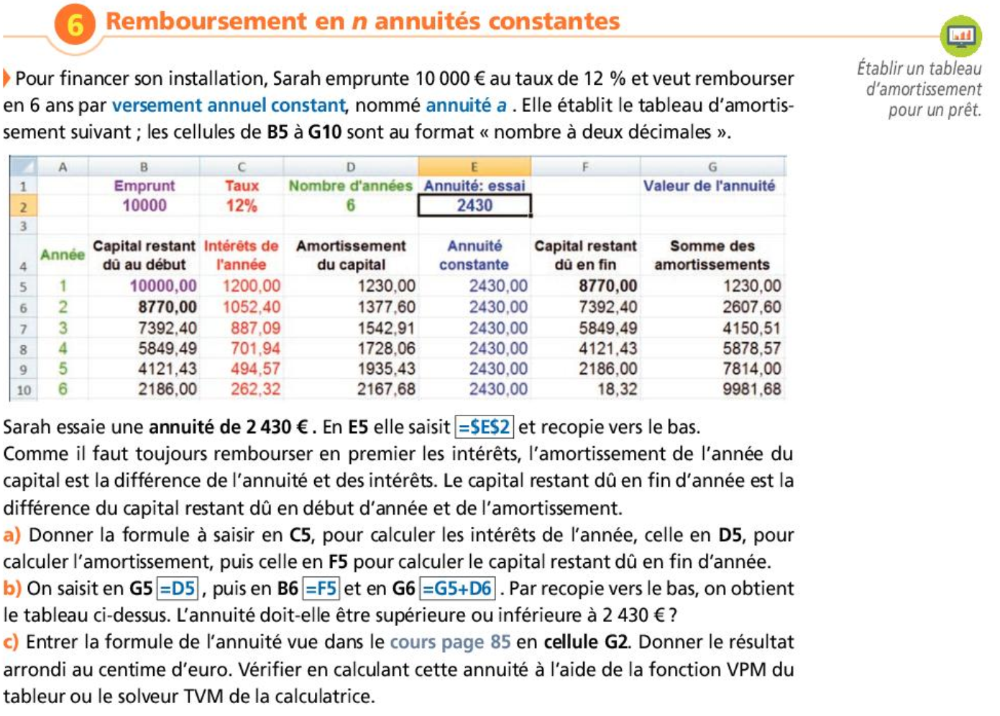 6 Remboursement en n annuités constantes
Établir un tableau
d'amortissement
pour un prêt.
Pour financer son installation, Sarah emprunte 10 000 € au taux de 12 % et veut rembourser
en 6 ans par versement annuel constant, nommé annuité a . Elle établit le tableau d'amortis-
sement suivant ; les cellules de B5 à G10 sont au format « nombre à deux décimales ».
A B C D E F G
1 Emprunt Taux Nombre d'années Annuité: essai Valeur de l'annuité
2 10000 12% 6 2430
3
4 Année Capital restant dû au début Intérêts de l'année Amortissement du capital Annuité constante Capital restant dû en fin Somme des amortissements
5 1 10000,00 1200,00 1230,00 2430,00 8770,00 1230,00
6 2 8770,00 1052,40 1377,60 2430,00 7392,40 2607,60
7 3 7392,40 887,09 1542,91 2430,00 5849,49 4150,51
8 4 5849,49 701,94 1728,06 2430,00 4121,43 5878,57
9 5 4121,43 494,57 1935,43 2430,00 2186,00 7814,00
10 6 2186,00 262,32 2167,68 2430,00 18,32 9981,68
Sarah essaie une annuité de 2 430 € . En E5 elle saisit =$E$2 et recopie vers le bas.
Comme il faut toujours rembourser en premier les intérêts, l'amortissement de l'année du
capital est la différence de l'annuité et des intérêts. Le capital restant dû en fin d'année est la
différence du capital restant dû en début d'année et de l'amortissement.
a) Donner la formule à saisir en C5, pour calculer les intérêts de l'année, celle en D5, pour
calculer l'amortissement, puis celle en F5 pour calculer le capital restant dû en fin d'année.
b) On saisit en G5 =D5 , puis en B6 =F5 et en G6 =G5+D6 . Par recopie vers le bas, on obtient
le tableau ci-dessus. L'annuité doit-elle être supérieure ou inférieure à 2 430 € ?
c) Entrer la formule de l'annuité vue dans le cours page 85 en cellule G2. Donner le résultat
arrondi au centime d'euro. Vérifier en calculant cette annuité à l'aide de la fonction VPM du
tableur ou le solveur TVM de la calculatrice.